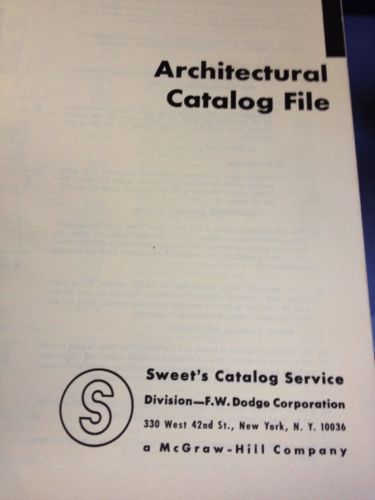 Architectural
Catalog File
S
Sweet's Catalog Service
Division—F.W. Dodge Corporation
330 West 42nd St., New York, N. Y. 10036
a McGraw-Hill Company